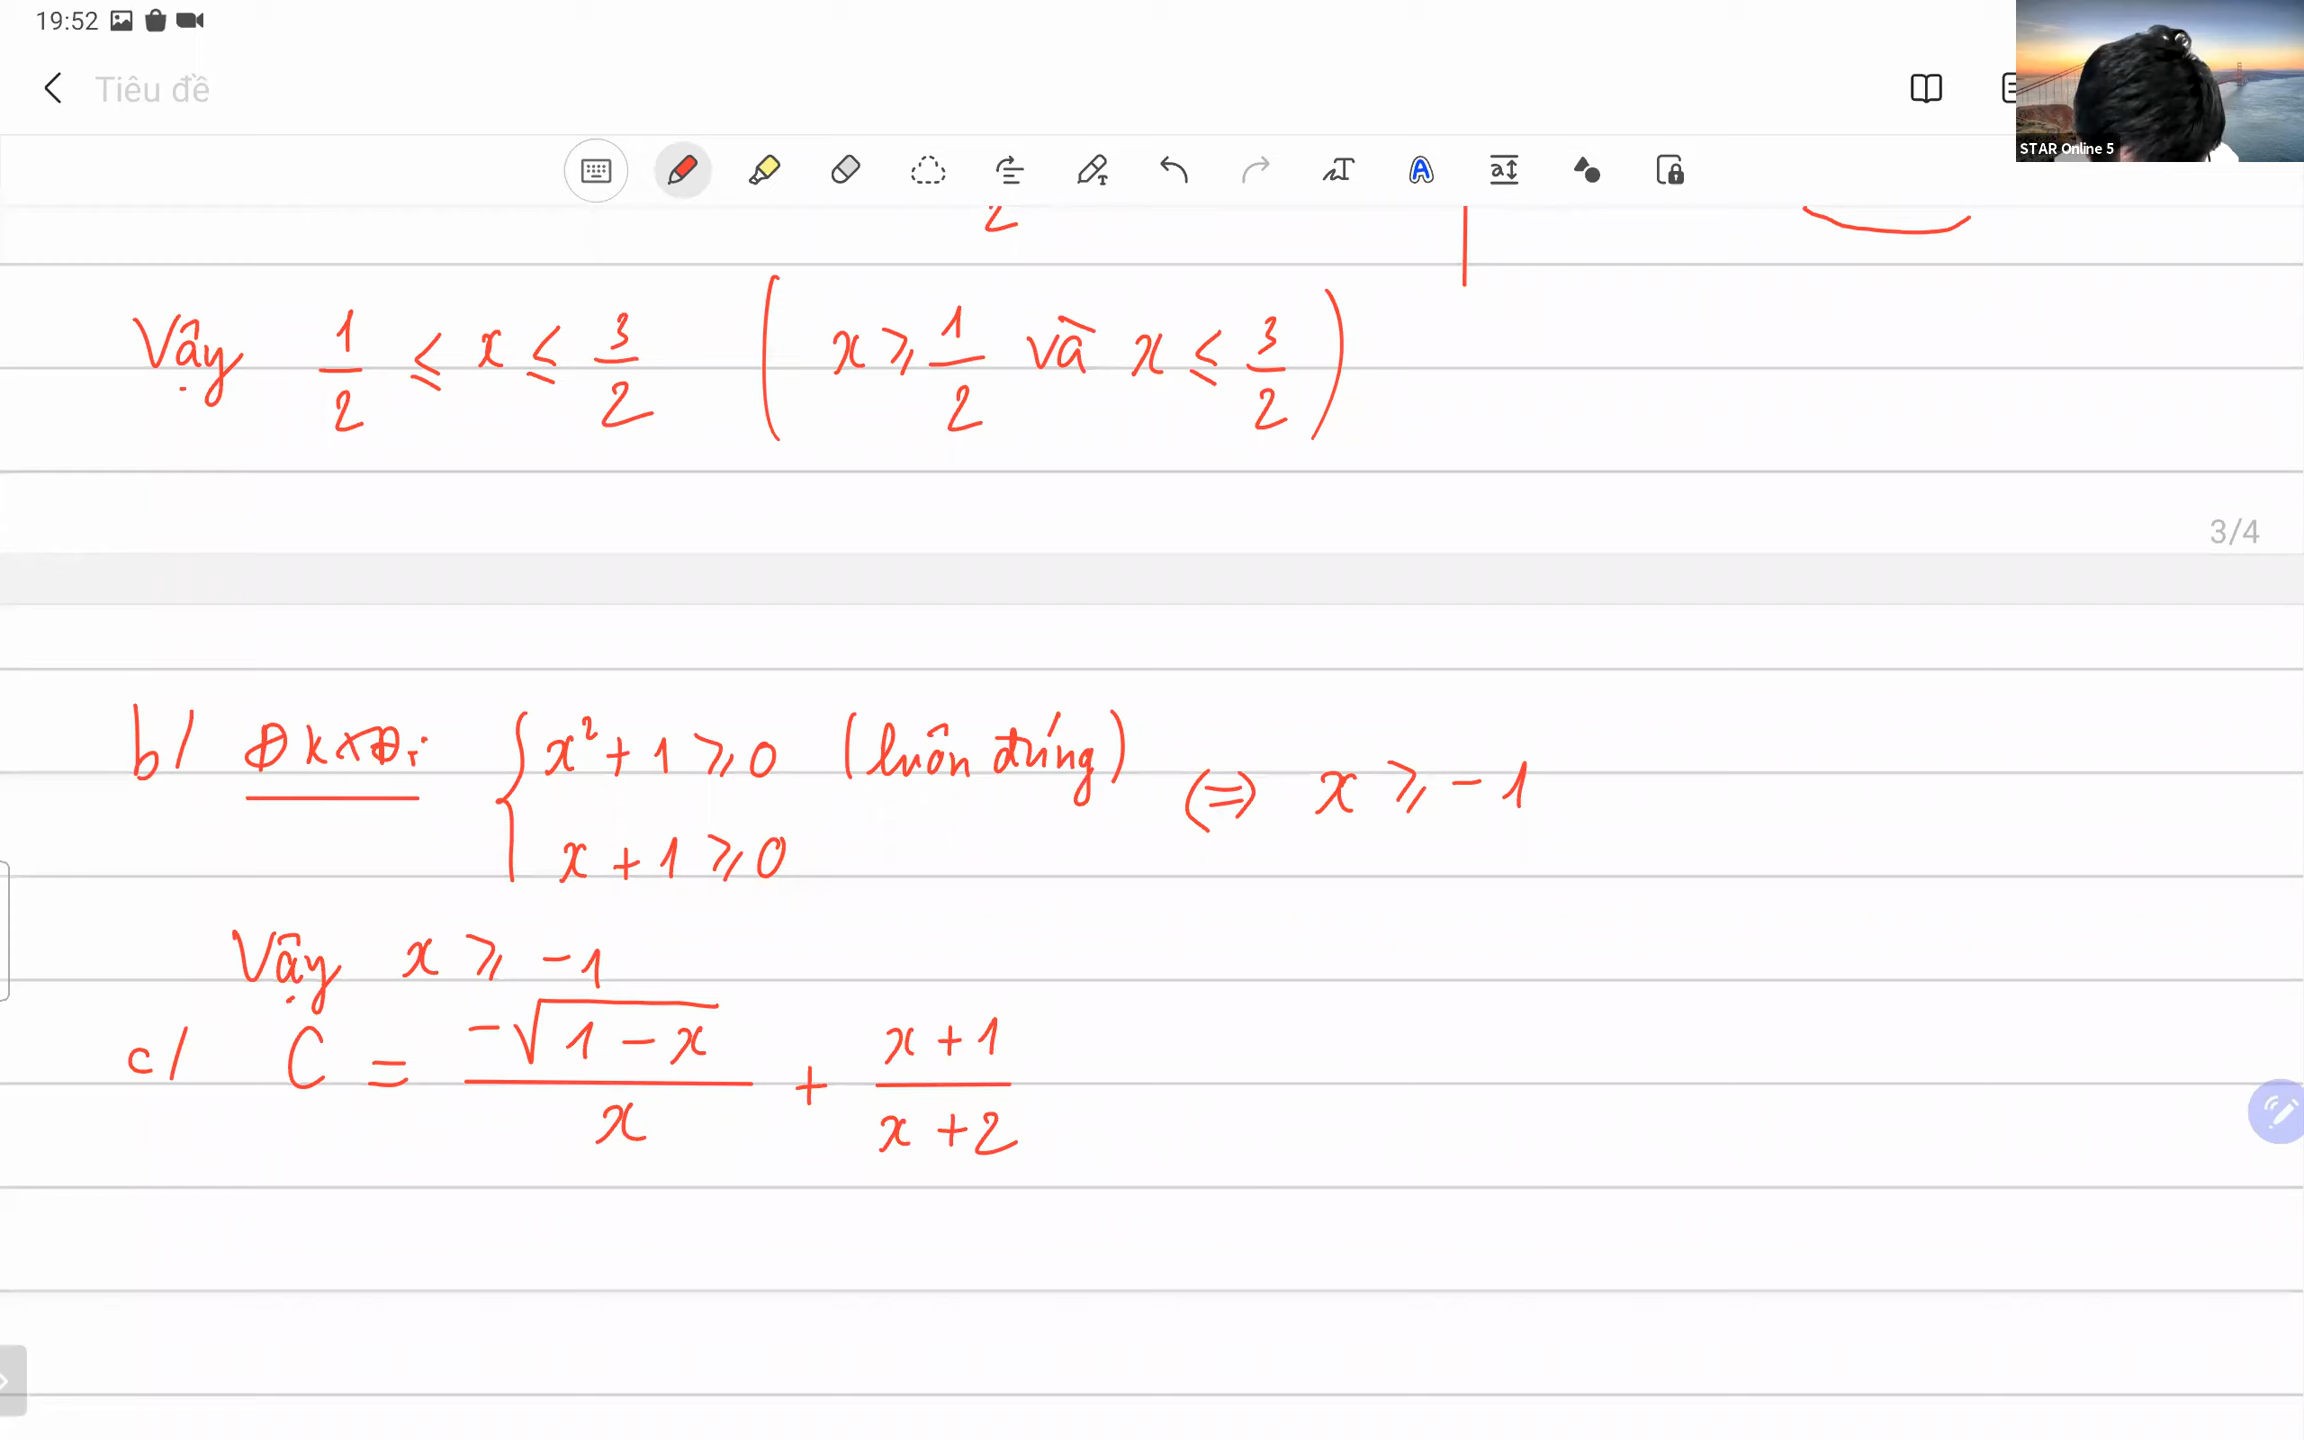 19:52
Tiêu đề
STAR Online 5
2
Vậy 1/2 ≤ x ≤ 3/2 ( x ⩾ 1/2 và x ≤ 3/2 )
3/4
b/ ĐKXĐ: { x² + 1 ⩾ 0 (luôn đúng) (⇒) x ⩾ -1
x + 1 ⩾ 0
Vậy x ⩾ -1
c/ C = -√(1 - x) / x + (x + 1) / (x + 2)